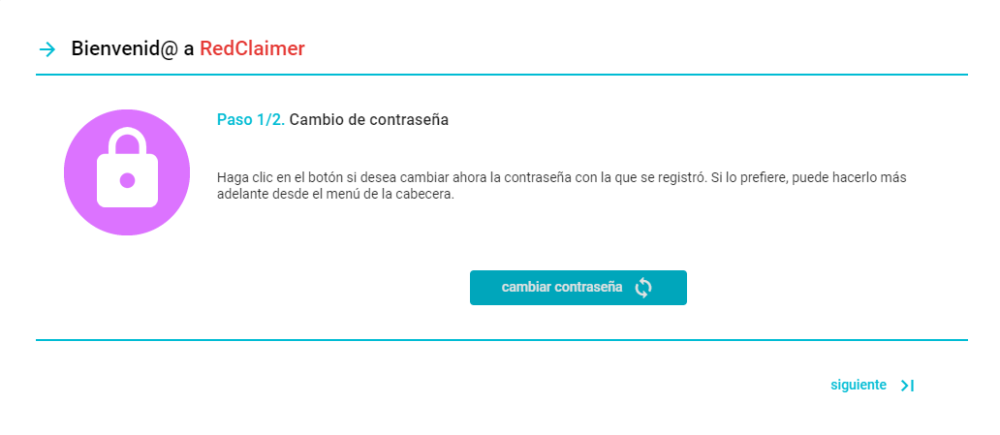 Bienvenid@ a RedClaimer
Paso 1/2. Cambio de contraseña
Haga clic en el botón si desea cambiar ahora la contraseña con la que se registró. Si lo prefiere, puede hacerlo más
adelante desde el menú de la cabecera.
cambiar contraseña
siguiente